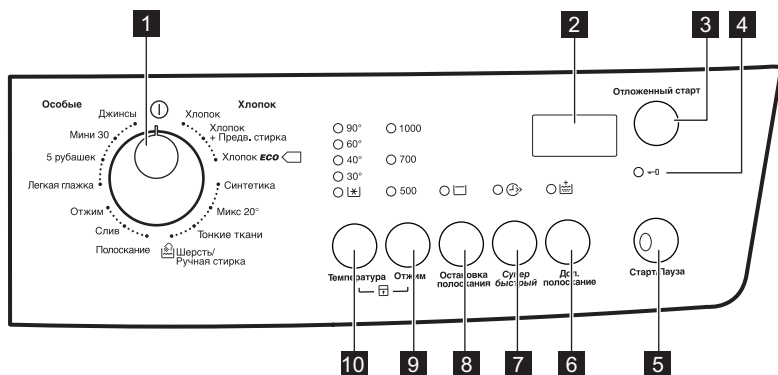 1
2
3
4
Особые
Хлопок
Отложенный старт
Джинсы
Мини 30
5 рубашек
Легкая глажка
Отжим
Слив
Полоскание
Хлопок
Хлопок
+ Предв. стирка
Хлопок ECO
Синтетика
Микс 20°
Тонкие ткани
Шерсть/
Ручная стирка
90°
60°
40°
30°
1000
700
500
Температура
Отжим
Остановка
полоскания
Супер
быстрый
Доп.
полоскание
Старт/Пауза
10
9
8
7
6
5